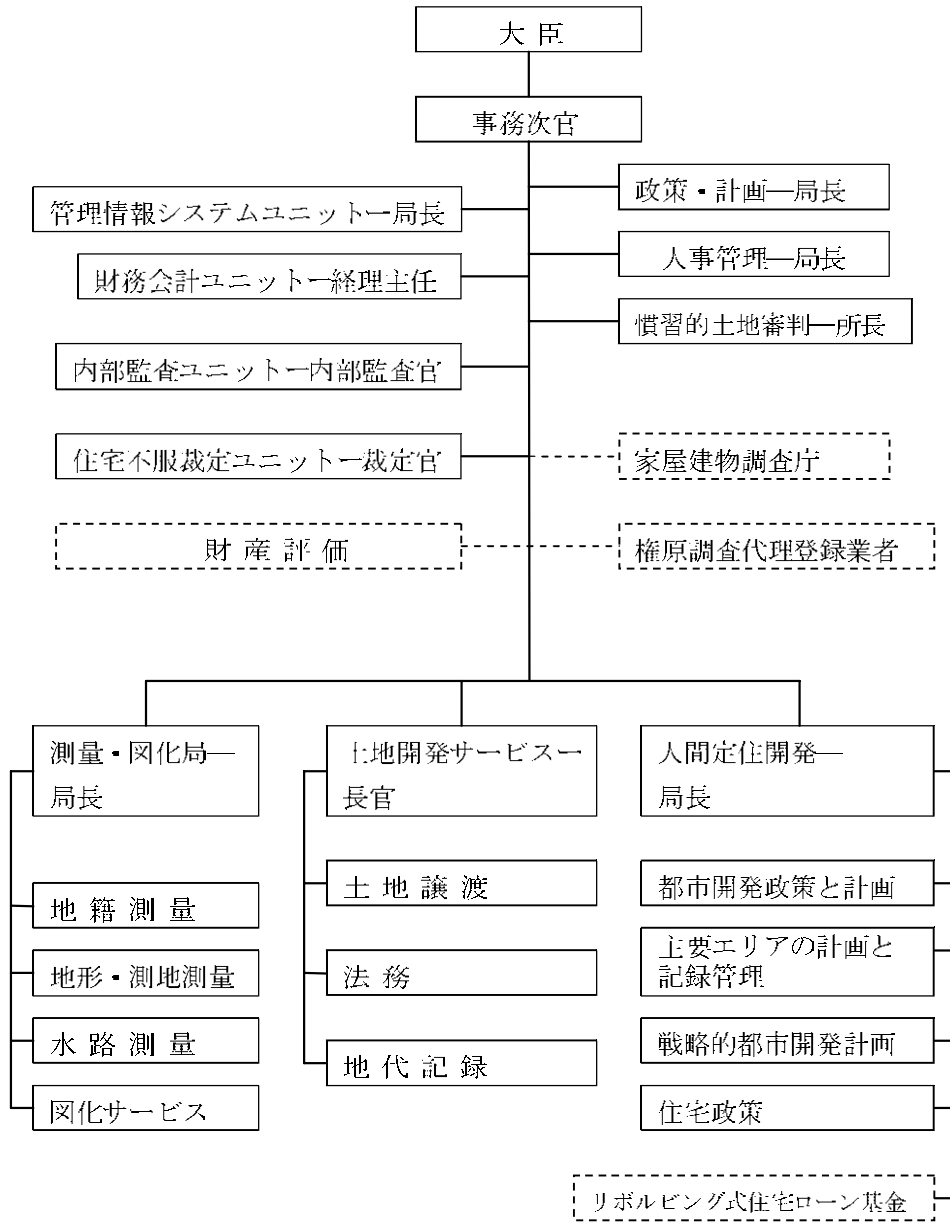 大臣
事務次官
政策・計画―局長
管理情報システムユニット―局長
人事管理―局長
財務会計ユニット―経理主任
慣習的土地審判―所長
内部監査ユニット―内部監査官
住宅不服裁定ユニット―裁定官
家屋建物調査庁
財産評価
権原調査代理登録業者
測量・図化局―
局長
土地開発サービス―
長官
人間定住開発―
局長
地籍測量
地形・測地測量
水路測量
図化サービス
土地譲渡
法務
地代記録
都市開発政策と計画
主要エリアの計画と
記録管理
戦略的都市開発計画
住宅政策
リボルビング式住宅ローン基金